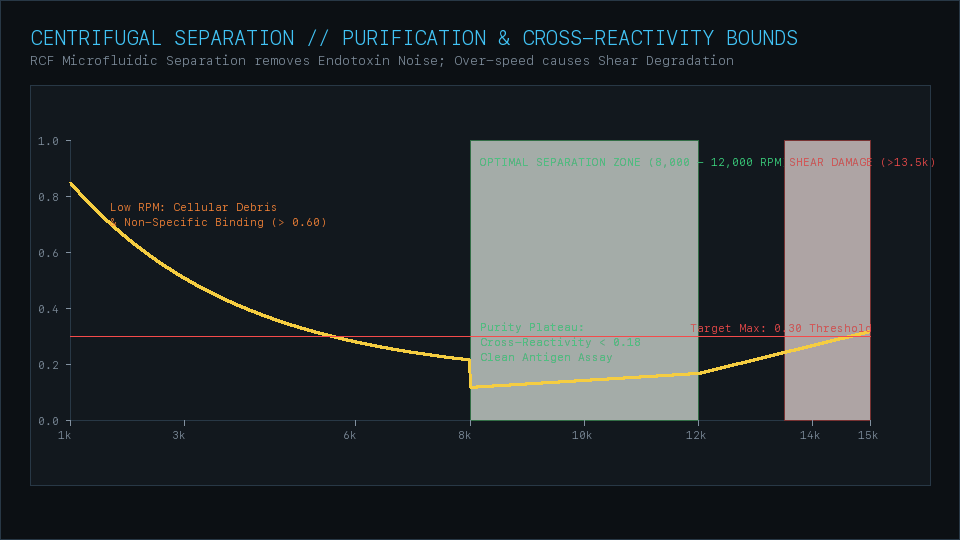 CENTRIFUGAL SEPARATION // PURIFICATION & CROSS-REACTIVITY BOUNDS
RCF Microfluidic Separation removes Endotoxin Noise; Over-speed causes Shear Degradation
1.0
OPTIMAL SEPARATION ZONE (8,000 - 12,000 RPM
SHEAR DAMAGE (>13.5k)
0.8
Low RPM: Cellular Debris
& Non-Specific Binding (> 0.60)
0.6
0.4
Purity Plateau:
Cross-Reactivity < 0.18
Clean Antigen Assay
Target Max: 0.30 Threshold
0.2
0.0
1k
3k
6k
8k
10k
12k
14k
15k